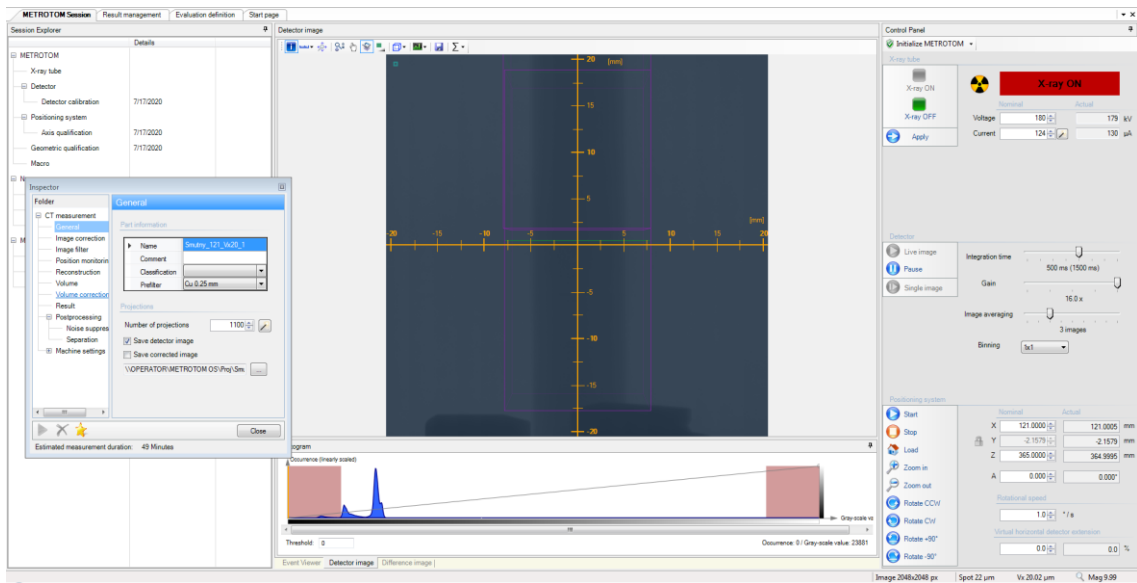 METROTOM Session Result management Evaluation definition Start page
Session Explorer
Details
METROTOM
X-ray tube
Detector
Detector calibration 7/17/2020
Positioning system
Axis qualification 7/17/2020
Geometric qualification 7/17/2020
Macro
Inspector
Folder
CT measurement
General
Image correction
Image filter
Position monitorin
Reconstruction
Volume
Volume correction
Result
Postprocessing
Noise suppres
Separation
Machine settings
General
Part information
Name Smutny_121_Vx20_1
Comment
Classification
Prefilter Cu 0.25 mm
Projections
Number of projections 1100
Save detector image
Save corrected image
\\OPERATOR\METROTOM OS\Proj\Sm
...
Close
Estimated measurement duration: 49 Minutes
Detector image
20 [mm]
15
10
5
[mm]
-20 -15 -10 -5 5 10 15 20
-5
-10
-15
-20
ogram
Occurrence (linearly scaled)
Gray-scale va
Threshold: 0
Occurrence: 0 / Gray-scale value: 23881
Event Viewer Detector image Difference image
Control Panel
Initialize METROTOM
X-ray tube
X-ray ON
X-ray OFF
Apply
X-ray ON
Nominal Actual
Voltage 180 179 kV
Current 124 130 µA
Detector
Live image
Pause
Single image
Integration time
500 ms (1500 ms)
Gain
16.0 x
Image averaging
3 images
Binning 1x1
Positioning system
Start
Stop
Load
Zoom in
Zoom out
Rotate CCW
Rotate CW
Rotate +90°
Rotate -90°
Nominal Actual
X 121.0000 121.0005 mm
Y -2.1579 -2.1579 mm
Z 365.0000 364.9995 mm
A 0.000 0.000°
Rotational speed
1.0 ° / s
Virtual horizontal detector extension
0.0 0.0 %
Image 2048x2048 px Spot 22 µm Vx 20.02 µm Mag 9.99